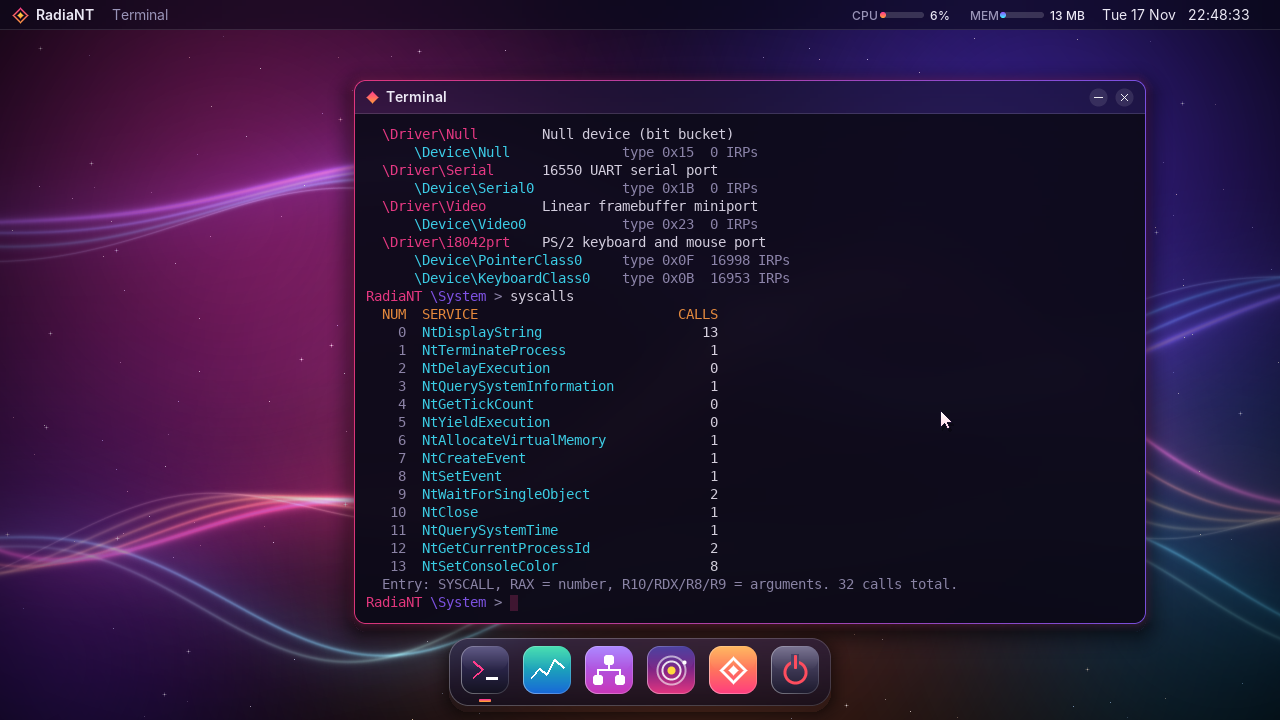 RadiaNT Terminal CPU 6% MEM 13 MB Tue 17 Nov 22:48:33
Terminal
\Driver\Null Null device (bit bucket)
\Device\Null type 0x15 0 IRPs
\Driver\Serial 16550 UART serial port
\Device\Serial0 type 0x1B 0 IRPs
\Driver\Video Linear framebuffer miniport
\Device\Video0 type 0x23 0 IRPs
\Driver\i8042prt PS/2 keyboard and mouse port
\Device\PointerClass0 type 0x0F 16998 IRPs
\Device\KeyboardClass0 type 0x0B 16953 IRPs
RadiaNT \System > syscalls
NUM SERVICE CALLS
0 NtDisplayString 13
1 NtTerminateProcess 1
2 NtDelayExecution 0
3 NtQuerySystemInformation 1
4 NtGetTickCount 0
5 NtYieldExecution 0
6 NtAllocateVirtualMemory 1
7 NtCreateEvent 1
8 NtSetEvent 1
9 NtWaitForSingleObject 2
10 NtClose 1
11 NtQuerySystemTime 1
12 NtGetCurrentProcessId 2
13 NtSetConsoleColor 8
Entry: SYSCALL, RAX = number, R10/RDX/R8/R9 = arguments. 32 calls total.
RadiaNT \System >